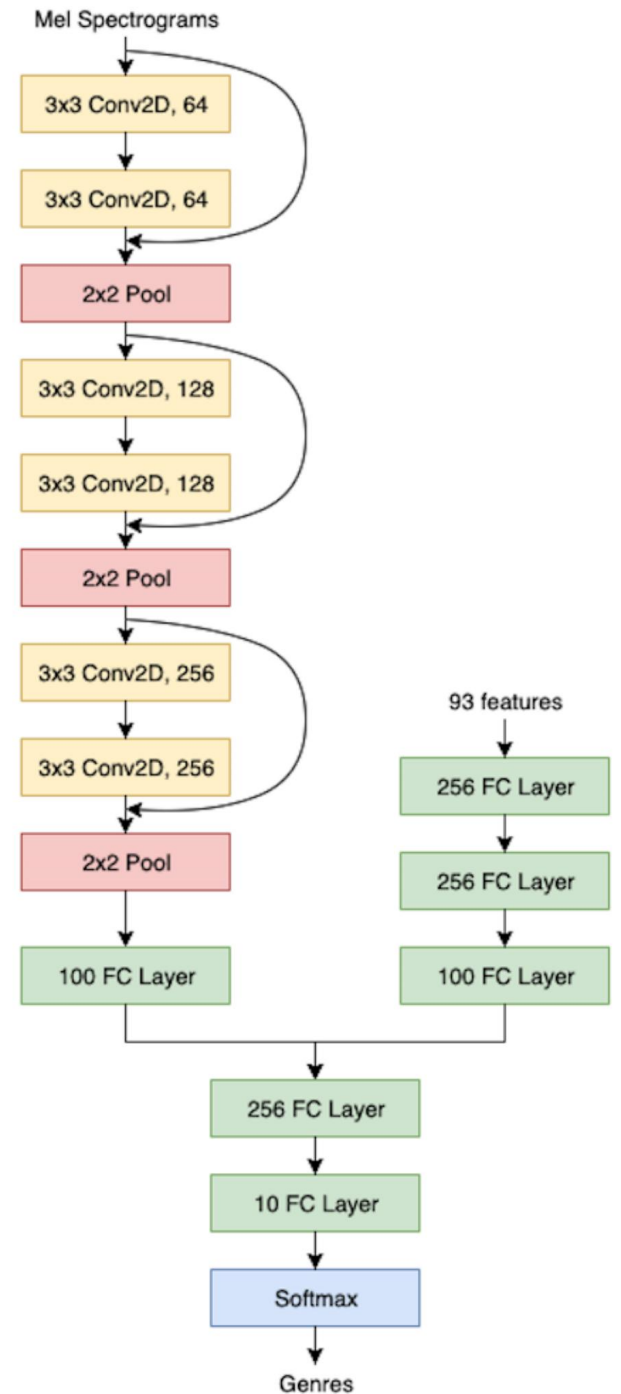 Mel Spectrograms
3x3 Conv2D, 64
3x3 Conv2D, 64
2x2 Pool
3x3 Conv2D, 128
3x3 Conv2D, 128
2x2 Pool
3x3 Conv2D, 256
3x3 Conv2D, 256
2x2 Pool
100 FC Layer
93 features
256 FC Layer
256 FC Layer
100 FC Layer
256 FC Layer
10 FC Layer
Softmax
Genres